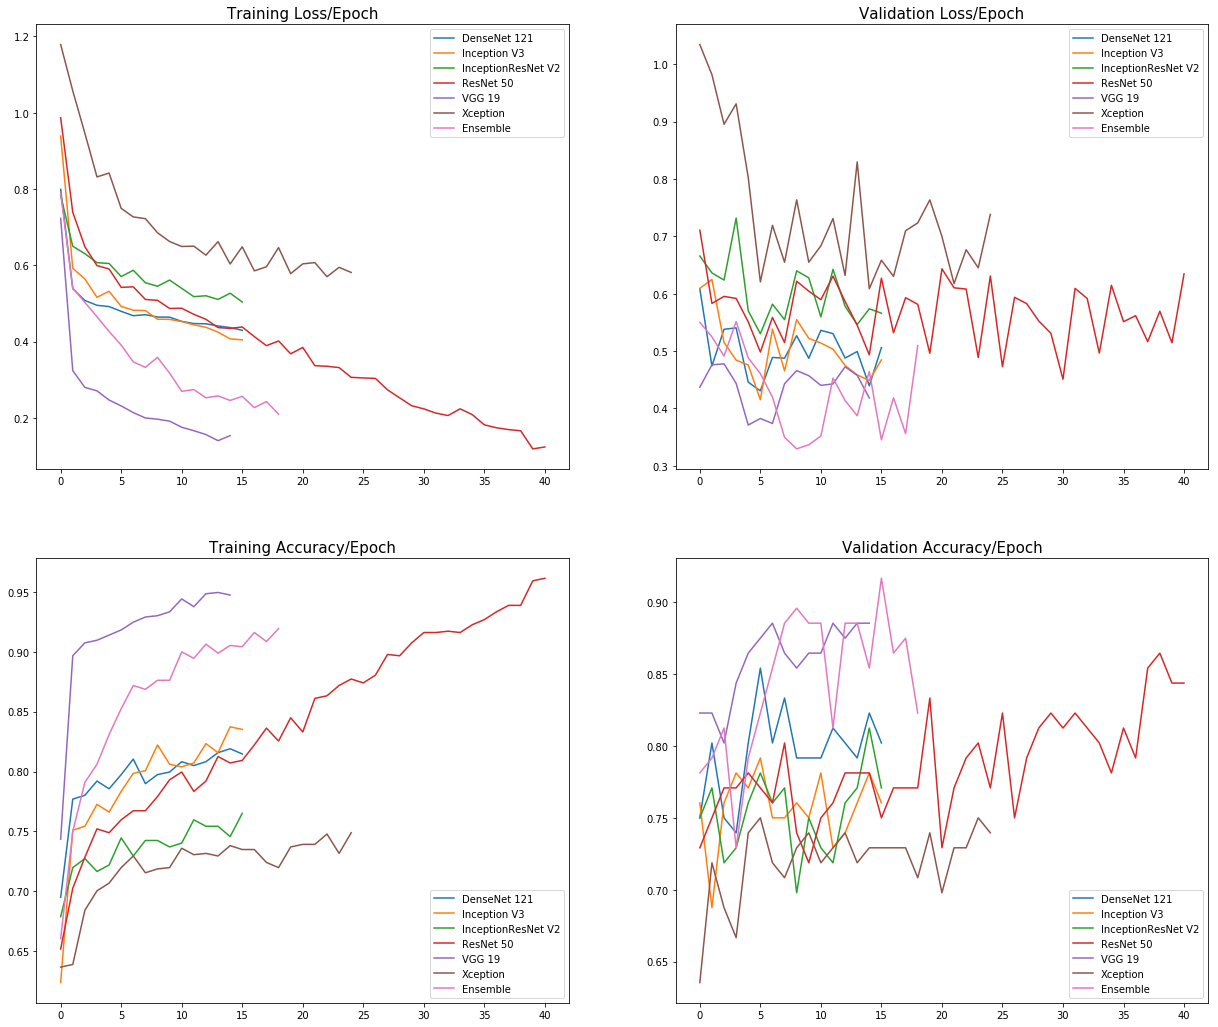 Training Loss/Epoch
1.2
1.0
0.8
0.6
0.4
0.2
0 5 10 15 20 25 30 35 40
DenseNet 121
Inception V3
InceptionResNet V2
ResNet 50
VGG 19
Xception
Ensemble
Validation Loss/Epoch
1.0
0.9
0.8
0.7
0.6
0.5
0.4
0.3
0 5 10 15 20 25 30 35 40
DenseNet 121
Inception V3
InceptionResNet V2
ResNet 50
VGG 19
Xception
Ensemble
Training Accuracy/Epoch
0.95
0.90
0.85
0.80
0.75
0.70
0.65
0 5 10 15 20 25 30 35 40
DenseNet 121
Inception V3
InceptionResNet V2
ResNet 50
VGG 19
Xception
Ensemble
Validation Accuracy/Epoch
0.90
0.85
0.80
0.75
0.70
0.65
0 5 10 15 20 25 30 35 40
DenseNet 121
Inception V3
InceptionResNet V2
ResNet 50
VGG 19
Xception
Ensemble